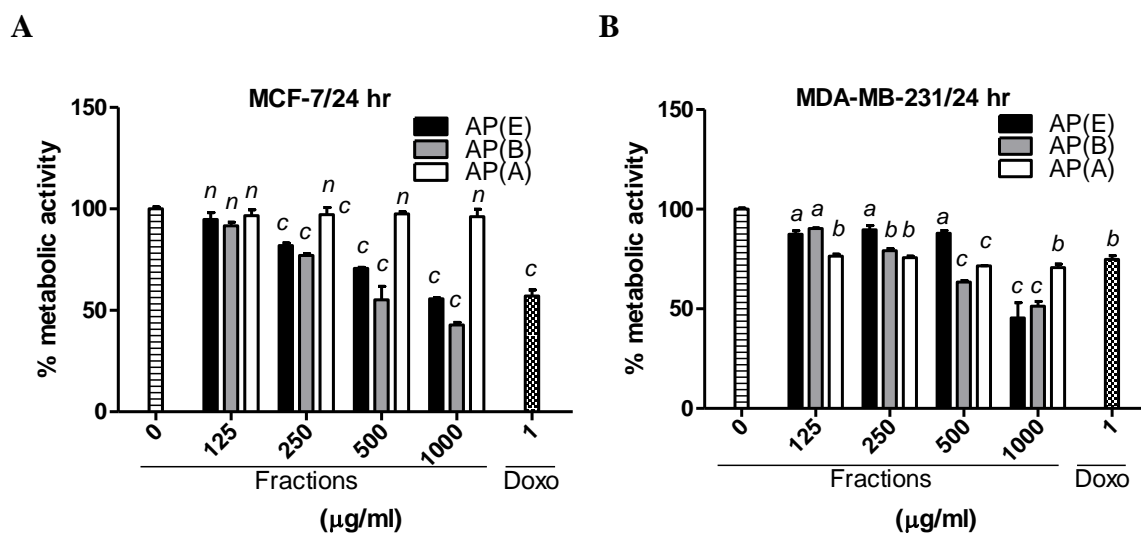 A
MCF-7/24 hr
% metabolic activity
150
100
50
0
AP(E)
AP(B)
AP(A)
n n n
c c n
c
c c n
c c n
c
0 125 250 500 1000 1
Fractions Doxo
(μg/ml)
B
MDA-MB-231/24 hr
% metabolic activity
150
100
50
0
AP(E)
AP(B)
AP(A)
a a b
a b b
a c c
c c b
b
0 125 250 500 1000 1
Fractions Doxo
(μg/ml)